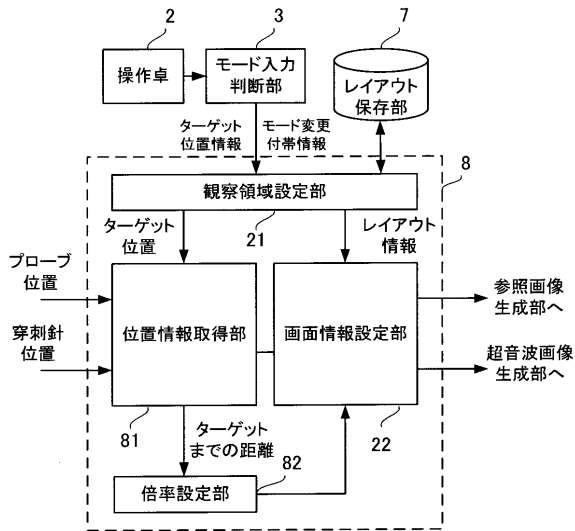 2
3
7
操作卓
モード入力
判断部
レイアウト
保存部
ターゲット
位置情報
モード変更
付帯情報
8
観察領域設定部
21
ターゲット
位置
レイアウト
情報
プローブ
位置
穿刺針
位置
位置情報取得部
画面情報設定部
参照画像
生成部へ
超音波画像
生成部へ
81
22
ターゲット
までの距離
82
倍率設定部